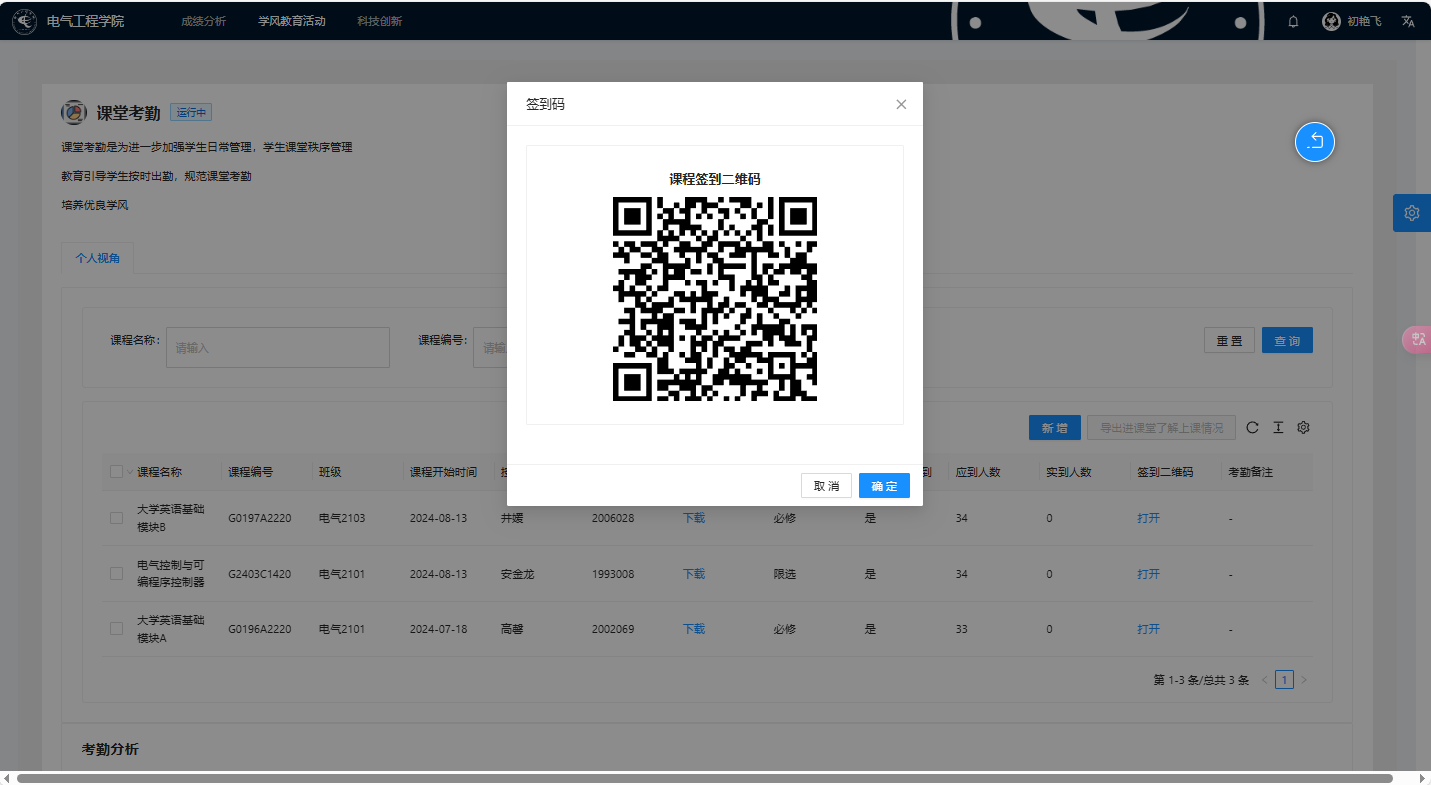 电气工程学院 成绩分析 学风教育活动 科技创新 初艳飞
课堂考勤 运行中
课堂考勤是为进一步加强学生日常管理，学生课堂秩序管理
教育引导学生按时出勤，规范课堂考勤
培养优良学风
个人视角
签到码
课程签到二维码
取 消 确 定
课程名称： 请输入 课程编号： 请输 重 置 查 询
新 增 导出进课堂了解上课情况
课程名称 课程编号 班级 课程开始时间 到 应到人数 实到人数 签到二维码 考勤备注
大学英语基础
模块B G0197A2220 电气2103 2024-08-13 井媛 2006028 下载 必修 是 34 0 打开 -
电气控制与可
编程序控制器 G2403C1420 电气2101 2024-08-13 安金龙 1993008 下载 限选 是 34 0 打开 -
大学英语基础
模块A G0196A2220 电气2101 2024-07-18 高馨 2002069 下载 必修 是 33 0 打开 -
第 1-3 条/总共 3 条 < 1 >
考勤分析